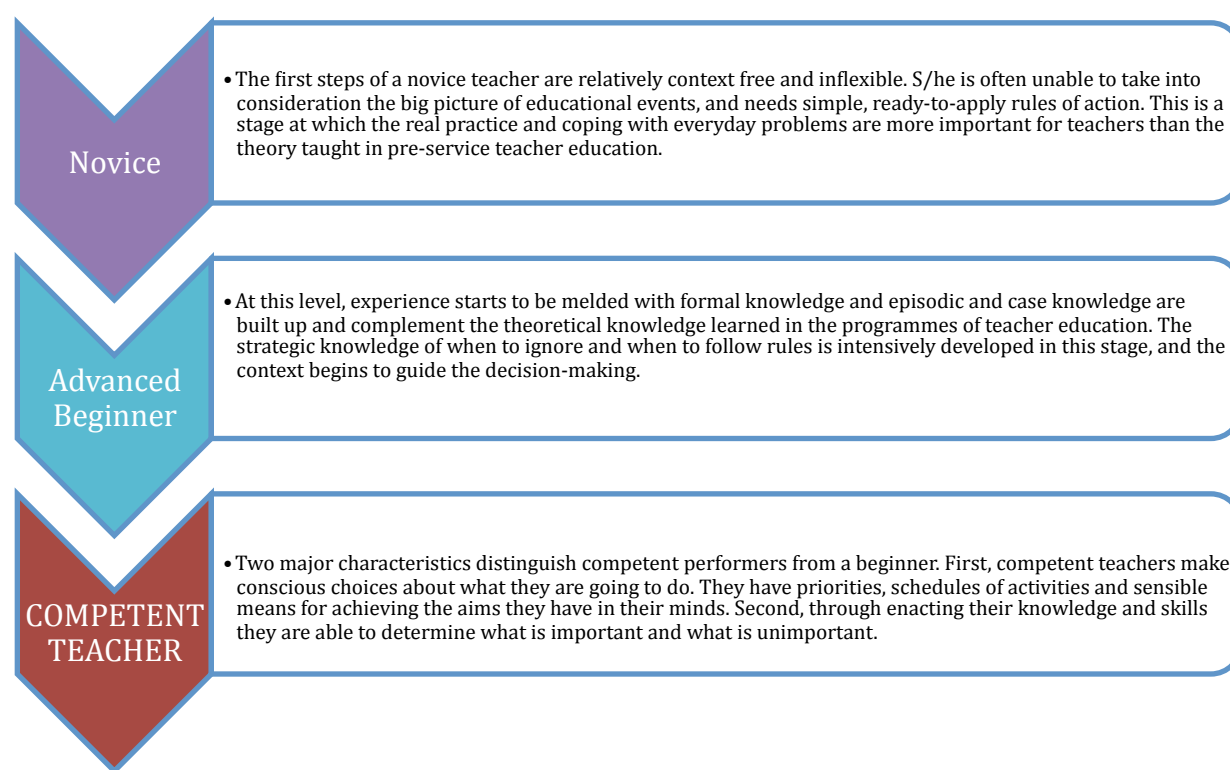 Novice
•The first steps of a novice teacher are relatively context free and inflexible. S/he is often unable to take into
consideration the big picture of educational events, and needs simple, ready-to-apply rules of action. This is a
stage at which the real practice and coping with everyday problems are more important for teachers than the
theory taught in pre-service teacher education.
Advanced
Beginner
•At this level, experience starts to be melded with formal knowledge and episodic and case knowledge are
built up and complement the theoretical knowledge learned in the programmes of teacher education. The
strategic knowledge of when to ignore and when to follow rules is intensively developed in this stage, and the
context begins to guide the decision-making.
COMPETENT
TEACHER
•Two major characteristics distinguish competent performers from a beginner. First, competent teachers make
conscious choices about what they are going to do. They have priorities, schedules of activities and sensible
means for achieving the aims they have in their minds. Second, through enacting their knowledge and skills
they are able to determine what is important and what is unimportant.